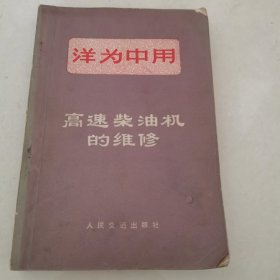 洋为中用
高速柴油机
的维修
人民交通出版社